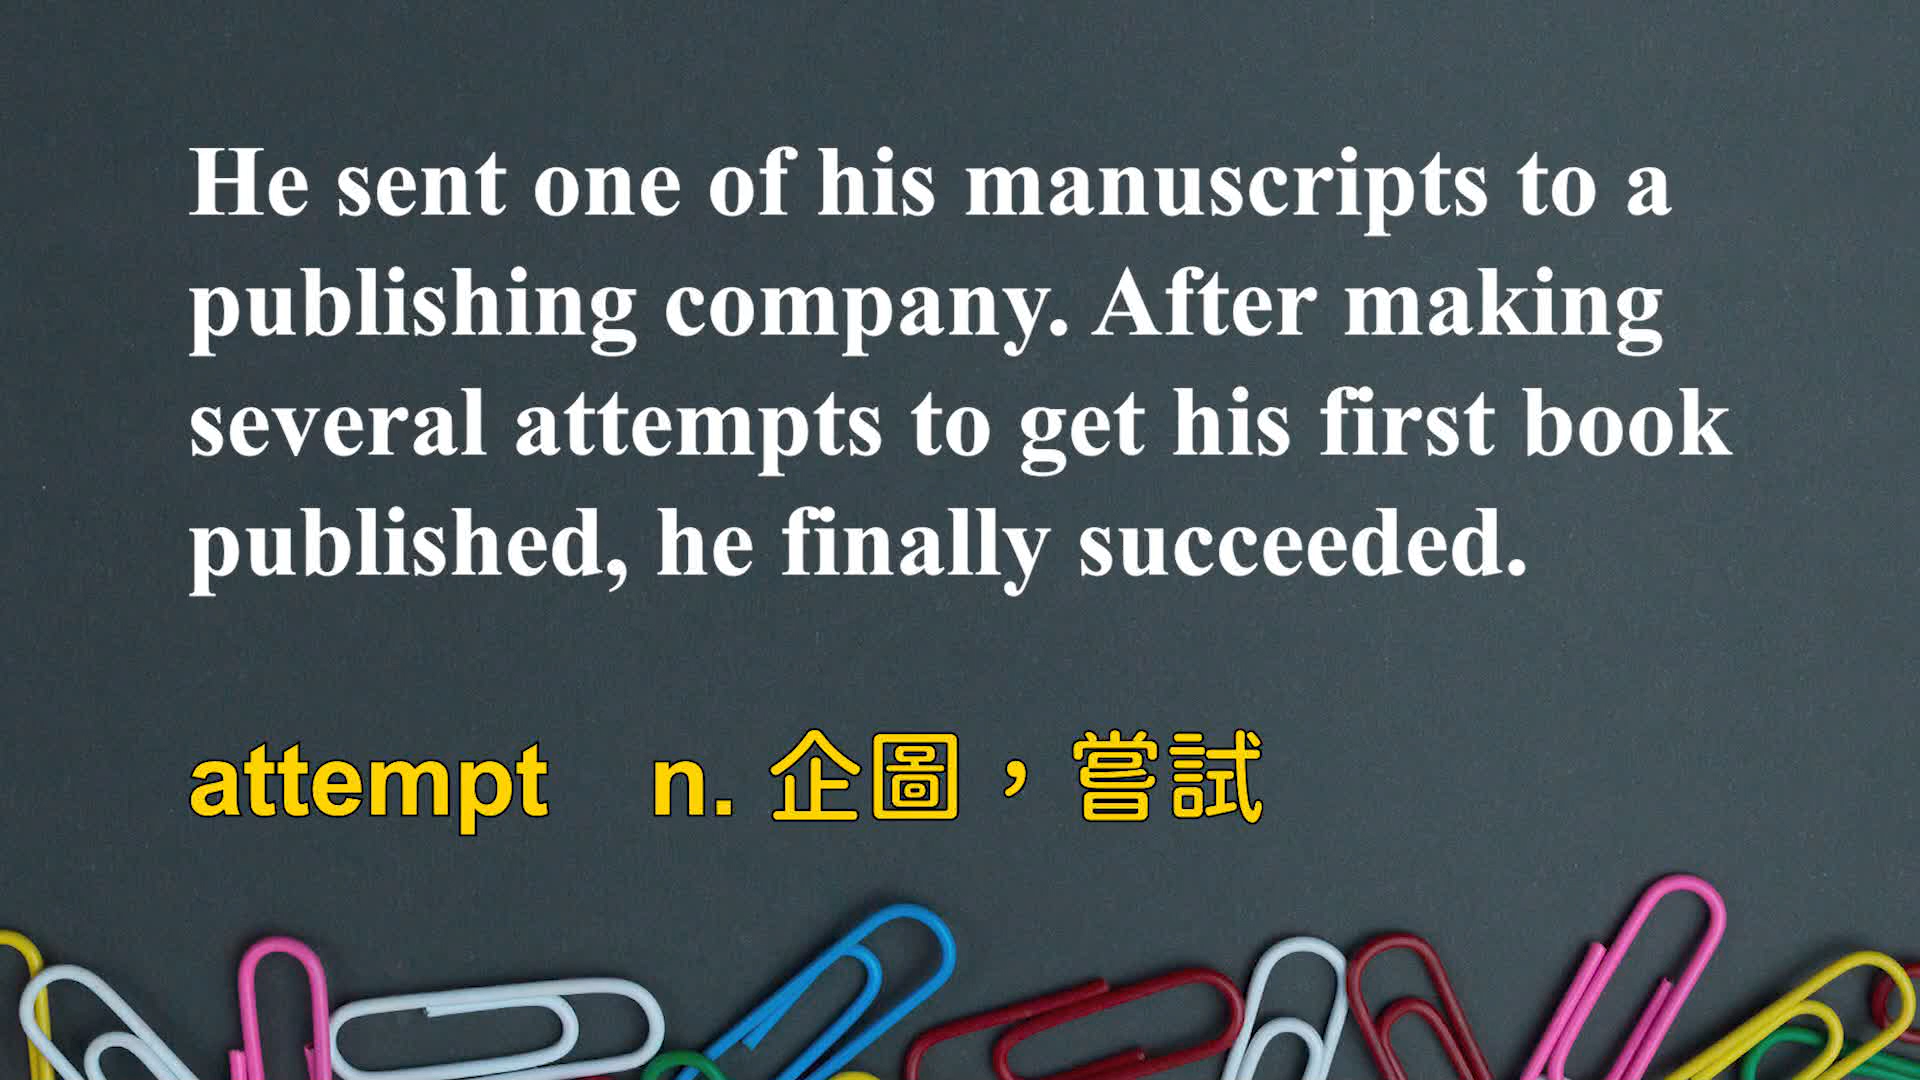 He sent one of his manuscripts to a
publishing company. After making
several attempts to get his first book
published, he finally succeeded.
attempt n. 企圖，嘗試